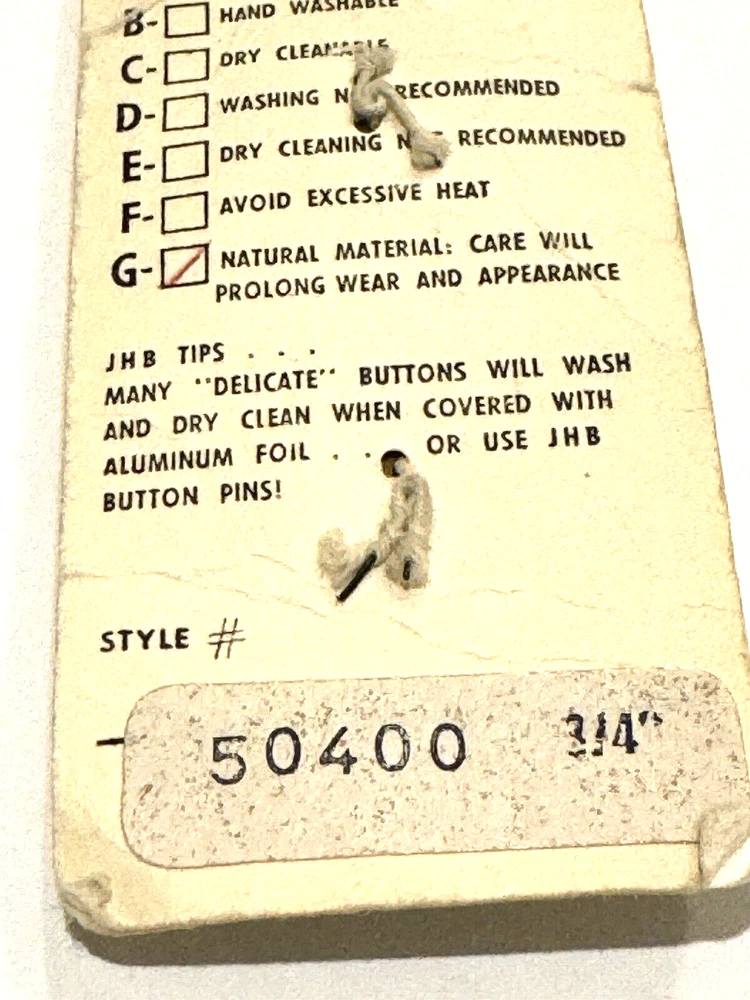 B- HAND WASHABLE
C- DRY CLEANABLE
D- WASHING NOT RECOMMENDED
E- DRY CLEANING NOT RECOMMENDED
F- AVOID EXCESSIVE HEAT
G- NATURAL MATERIAL: CARE WILL
PROLONG WEAR AND APPEARANCE
JHB TIPS . . .
MANY "DELICATE" BUTTONS WILL WASH
AND DRY CLEAN WHEN COVERED WITH
ALUMINUM FOIL . . . OR USE JHB
BUTTON PINS!
STYLE #
50400 3/4"